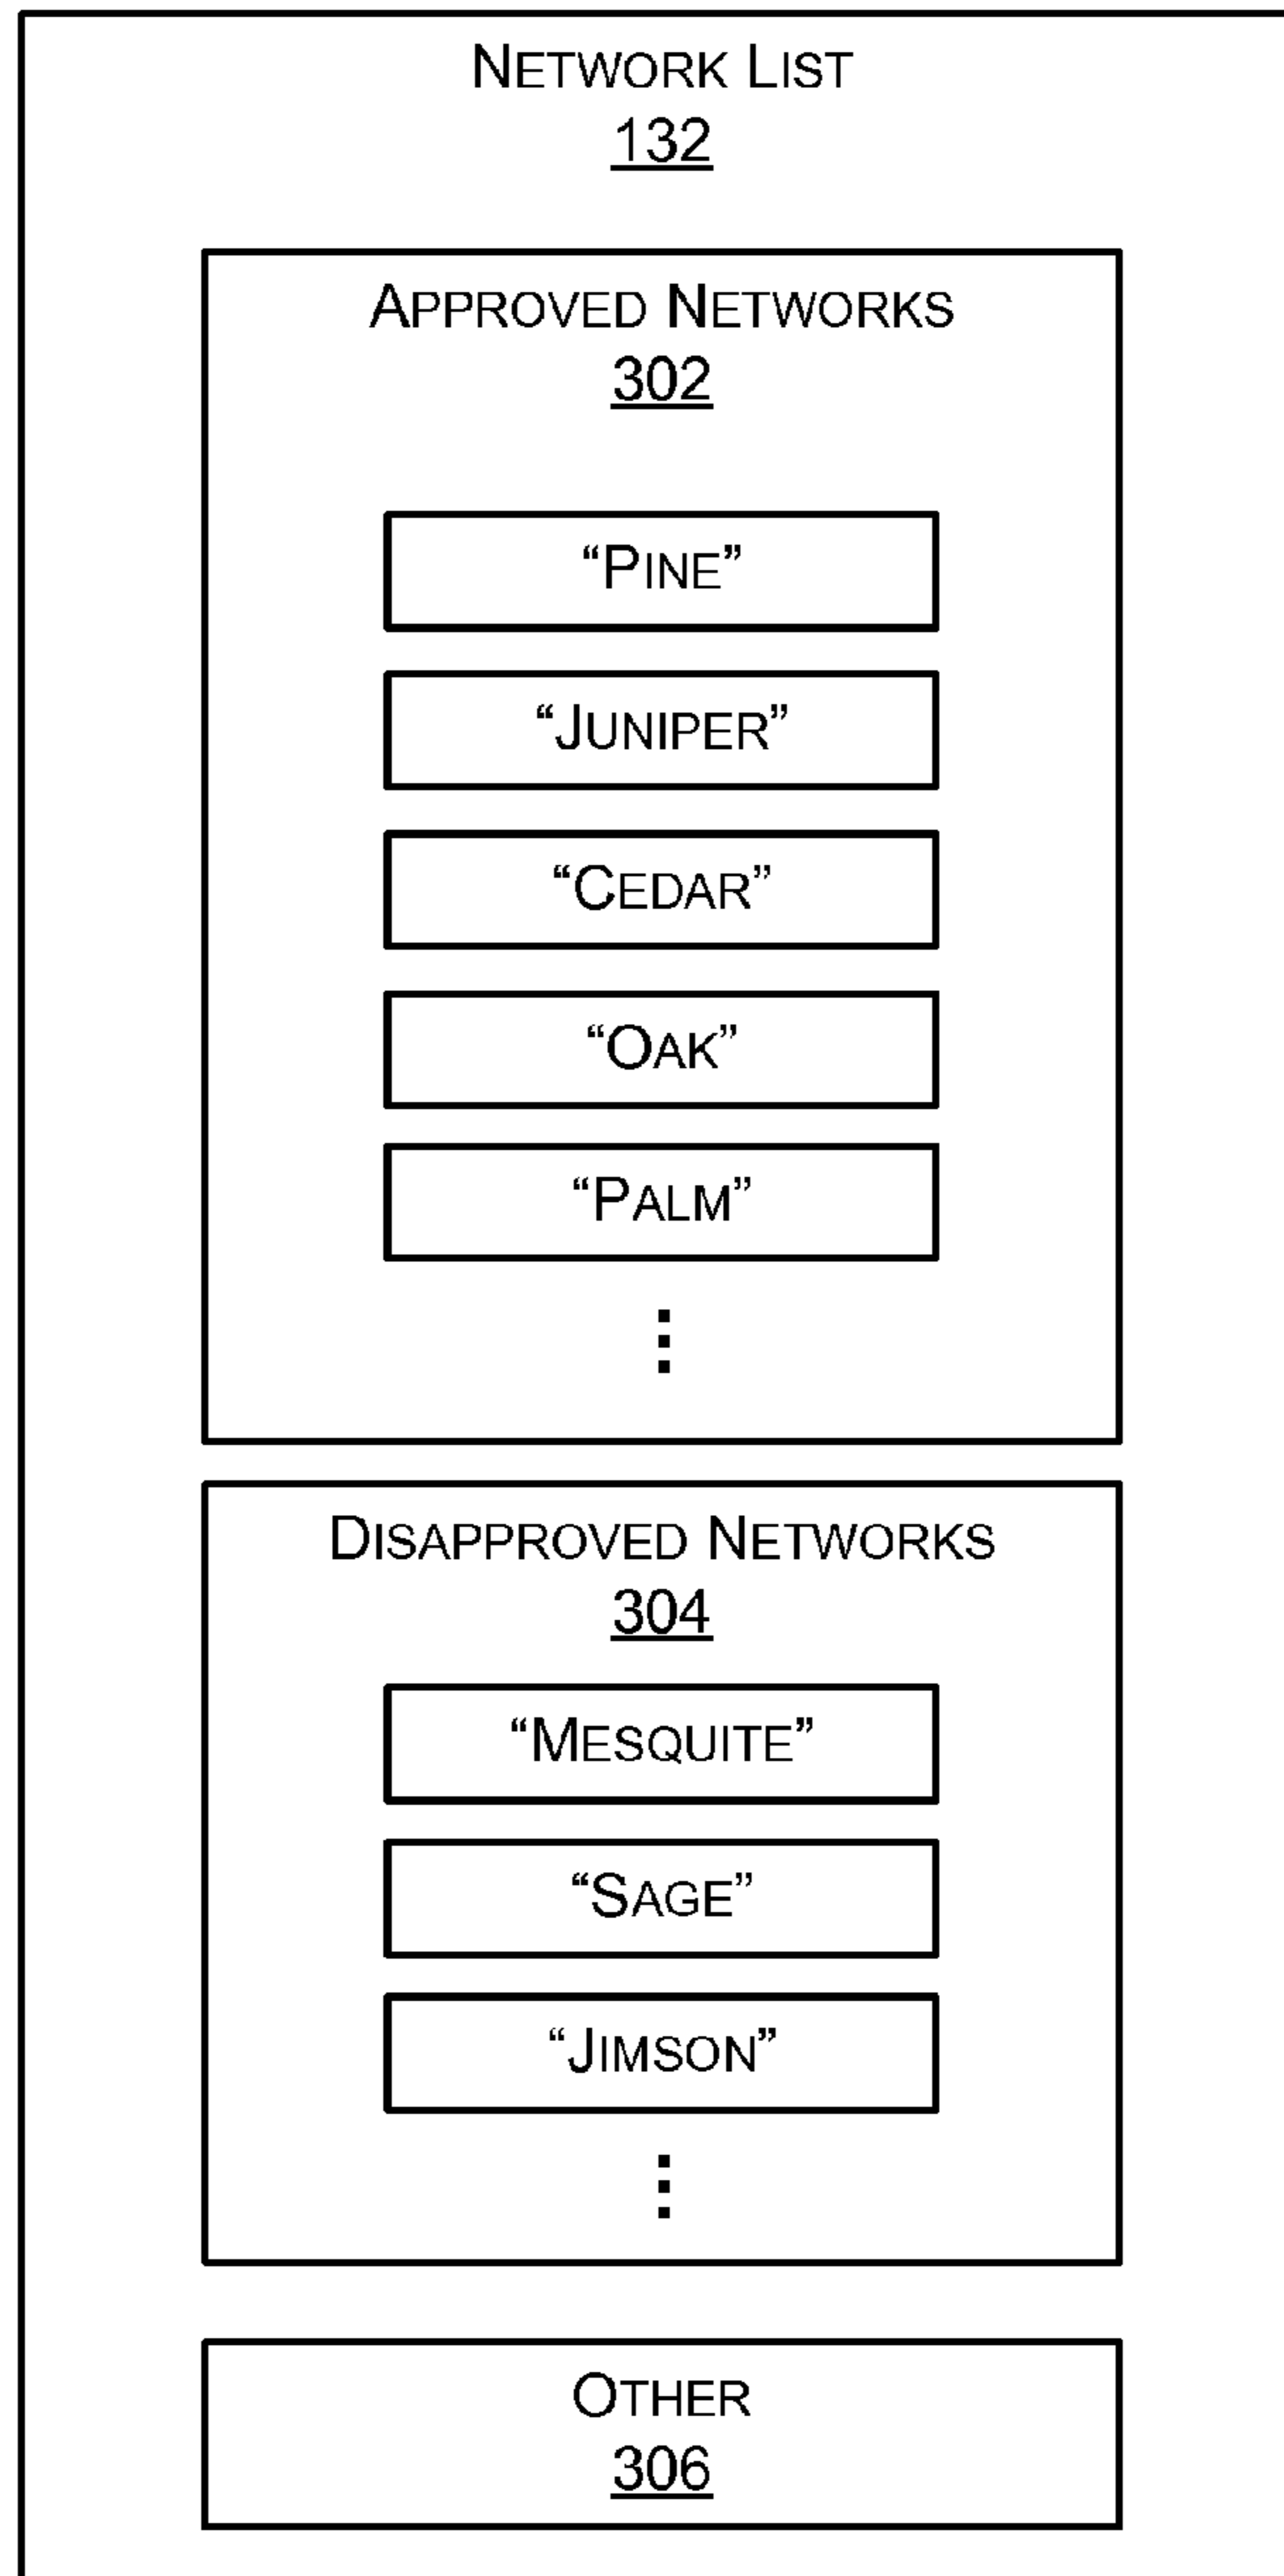 NETWORK LIST
132
APPROVED NETWORKS
302
“PINE”
“JUNIPER”
“CEDAR”
“OAK”
“PALM”
DISAPPROVED NETWORKS
304
“MESQUITE”
“SAGE”
“JIMSON”
OTHER
306